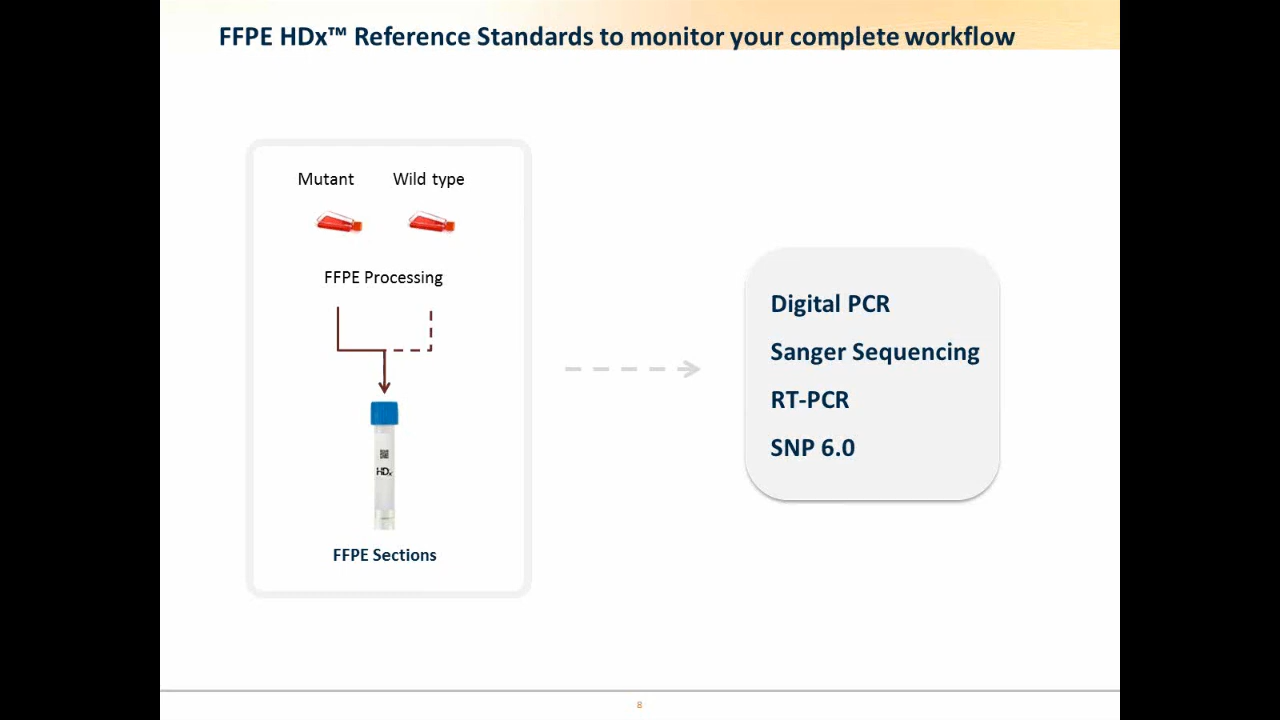 FFPE HDx™ Reference Standards to monitor your complete workflow
Mutant
Wild type
FFPE Processing
HDx
FFPE Sections
Digital PCR
Sanger Sequencing
RT-PCR
SNP 6.0
8